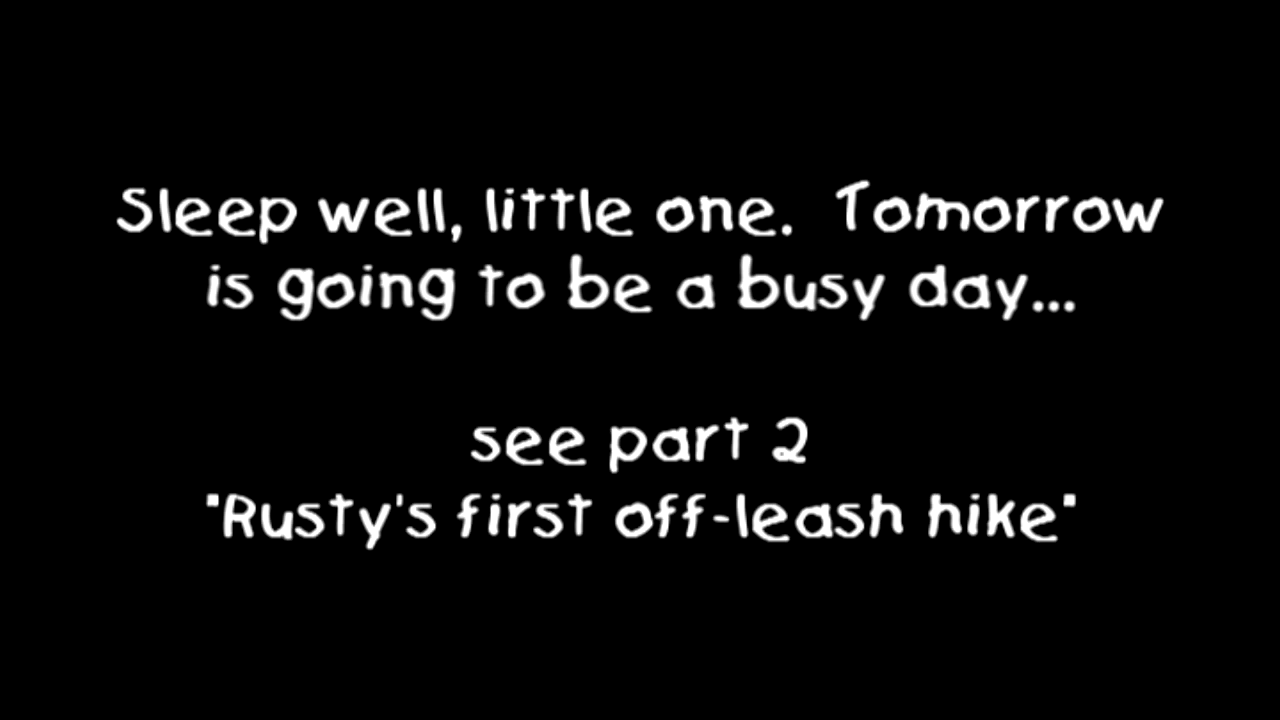 Sleep well, little one.  Tomorrow
is going to be a busy day...
see part 2
"Rusty's first off-leash hike"